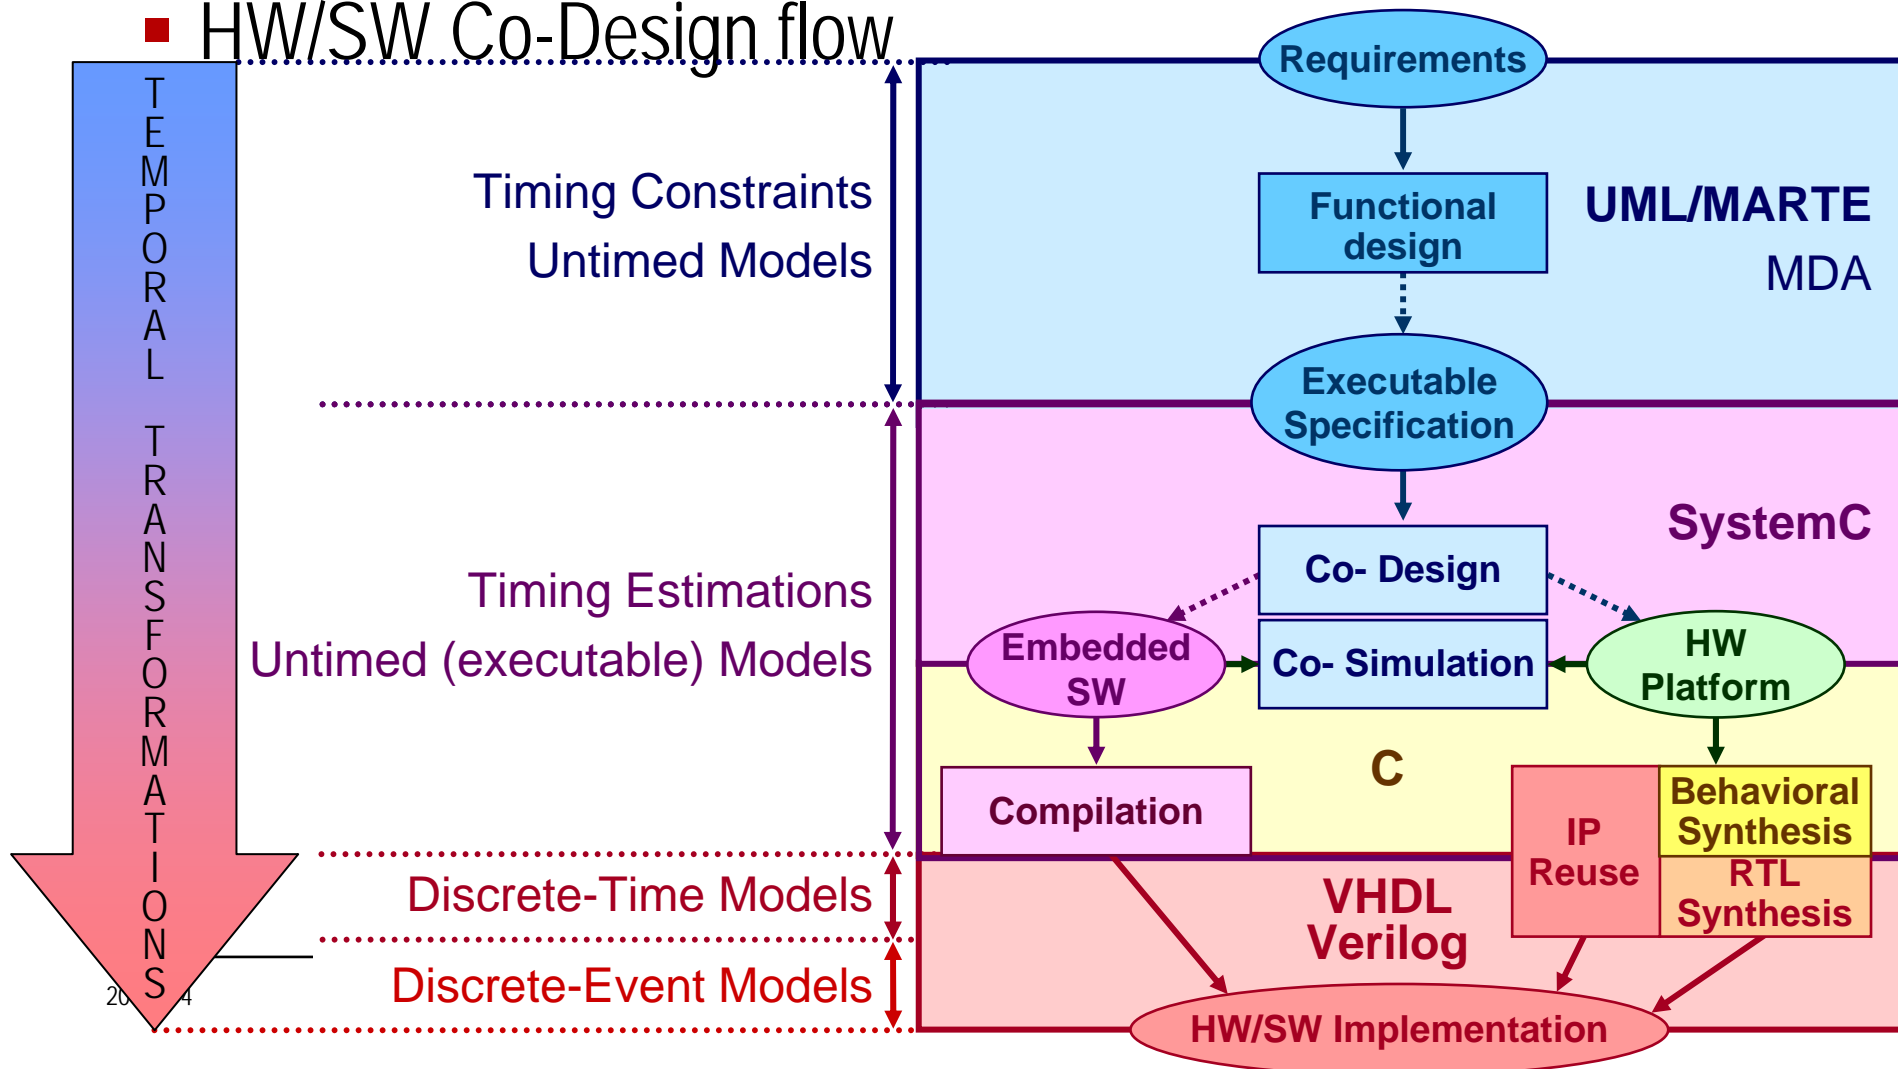 HW/SW Co-Design flow
TEMPORAL TRANSFORMATIONS
Timing Constraints
Untimed Models
Timing Estimations
Untimed (executable) Models
Discrete-Time Models
Discrete-Event Models
Requirements
Functional
design
UML/MARTE
MDA
Executable
Specification
SystemC
Co- Design
Embedded
SW
Co- Simulation
HW
Platform
C
Compilation
IP
Reuse
Behavioral
Synthesis
RTL
Synthesis
VHDL
Verilog
HW/SW Implementation